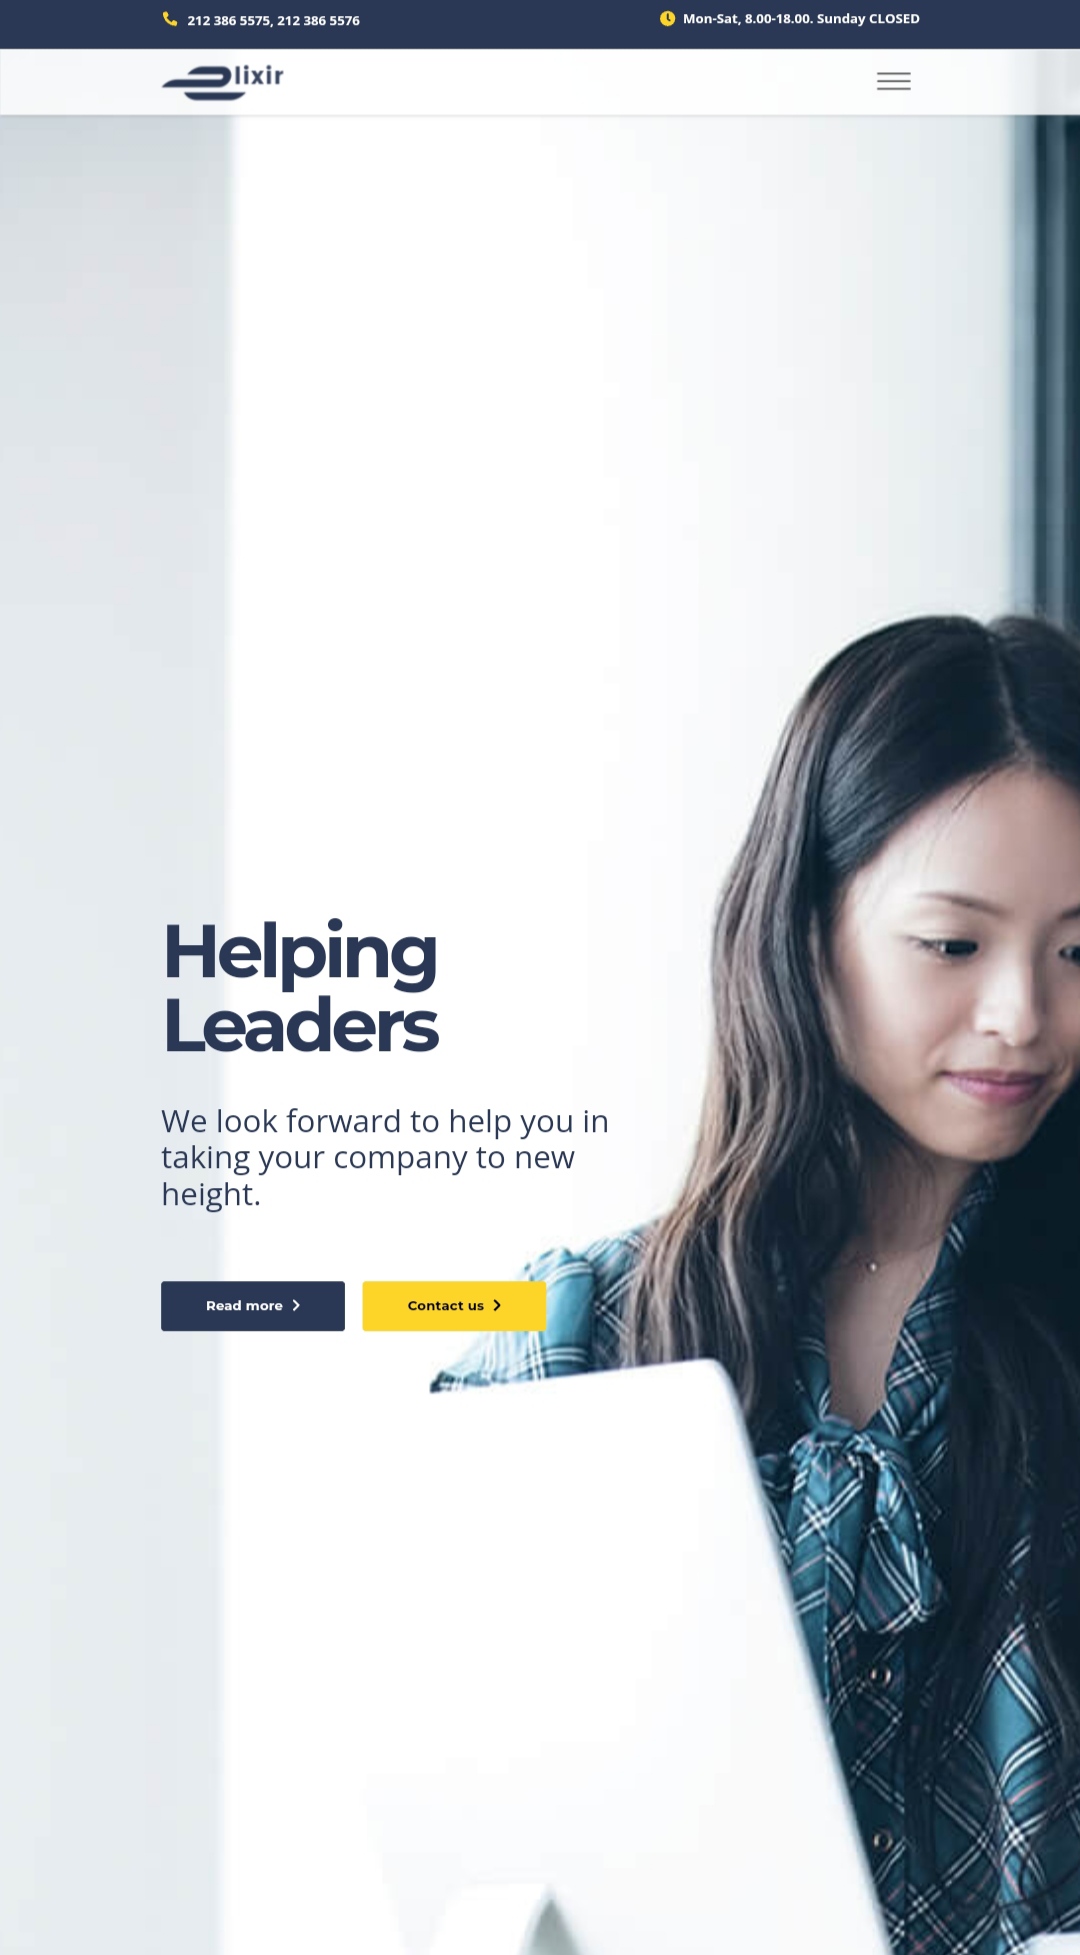 212 386 5575, 212 386 5576
Mon-Sat, 8.00-18.00. Sunday CLOSED
elixir
Helping
Leaders
We look forward to help you in
taking your company to new
height.
Read more
Contact us